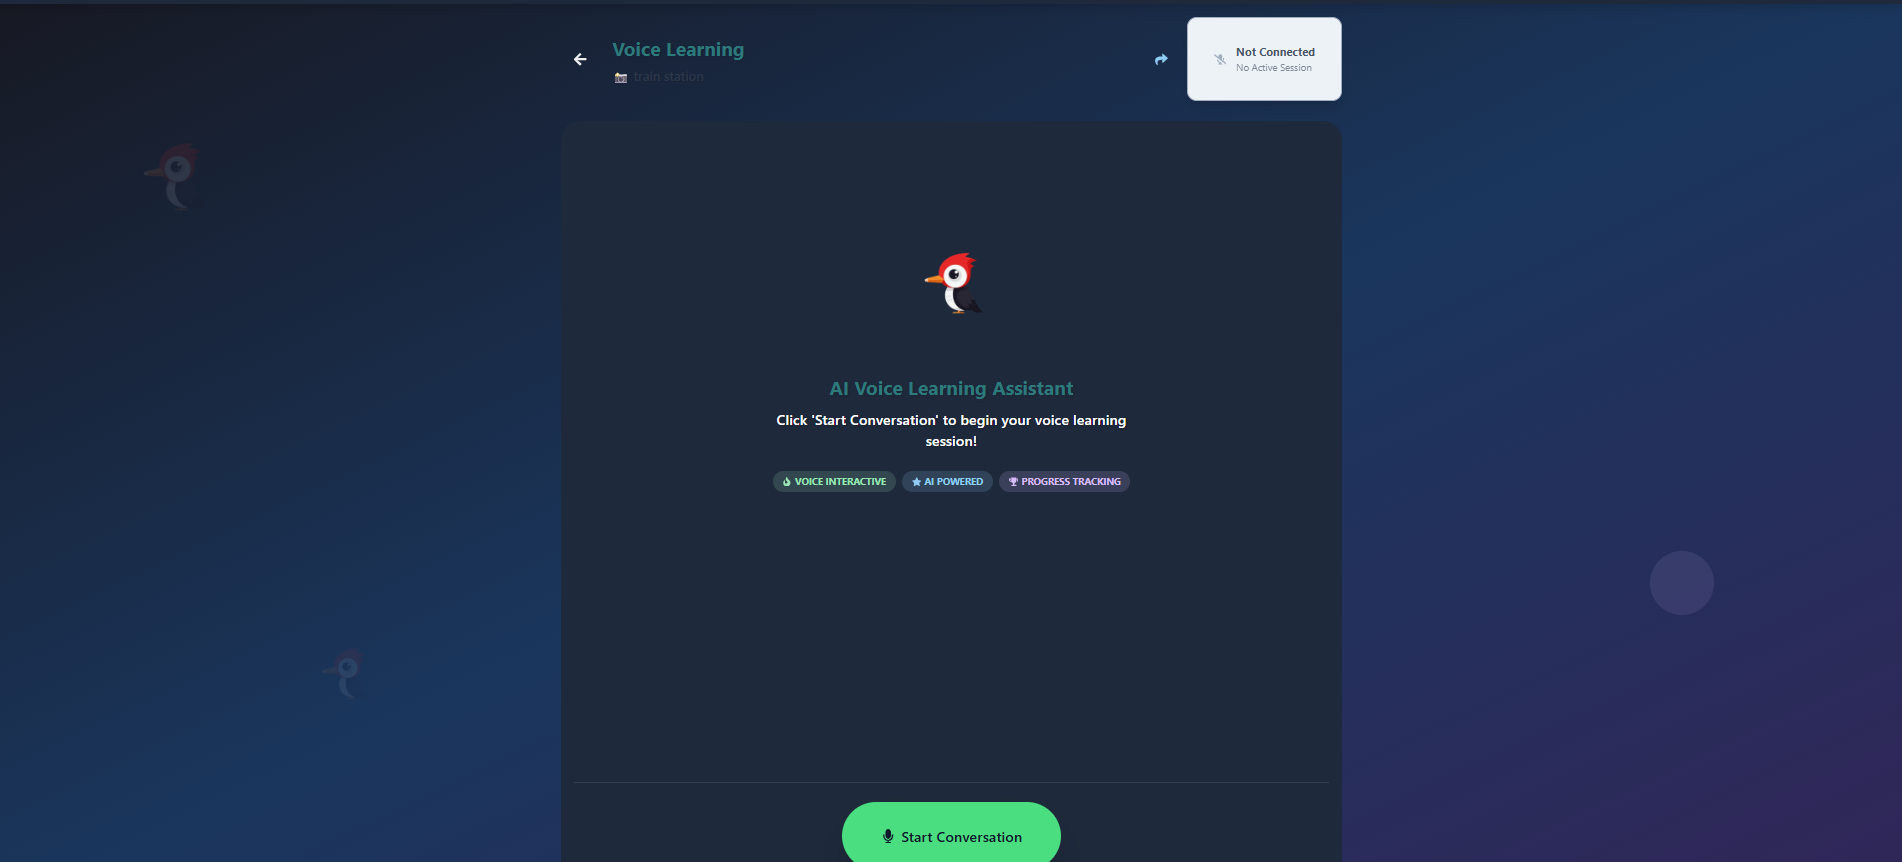 Voice Learning
train station
Not Connected
No Active Session
AI Voice Learning Assistant
Click 'Start Conversation' to begin your voice learning
session!
VOICE INTERACTIVE
AI POWERED
PROGRESS TRACKING
Start Conversation